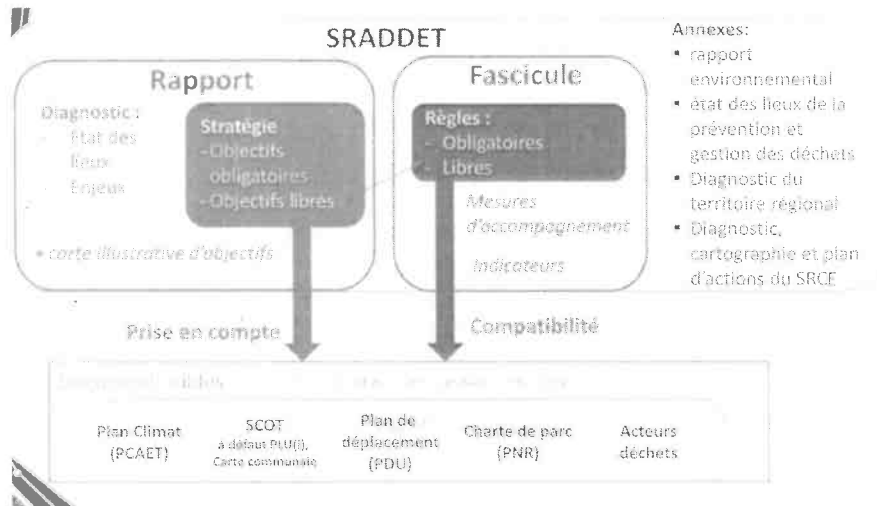 SRADDET
Rapport
Diagnostic :
- Etat des
lieux
- Enjeux
Stratégie
-Objectifs
obligatoires
-Objectifs libres
• carte illustrative d'objectifs
Fascicule
Règles :
- Obligatoires
- Libres
Mesures
d'accompagnement
Indicateurs
Annexes:
▪ rapport
environnemental
▪ état des lieux de la
prévention et
gestion des déchets
▪ Diagnostic du
territoire régional
▪ Diagnostic,
cartographie et plan
d'actions du SRCE
Prise en compte
Compatibilité
Plan Climat
(PCAET)
SCOT
à défaut PLU(i),
Carte communale
Plan de
déplacement
(PDU)
Charte de parc
(PNR)
Acteurs
déchets